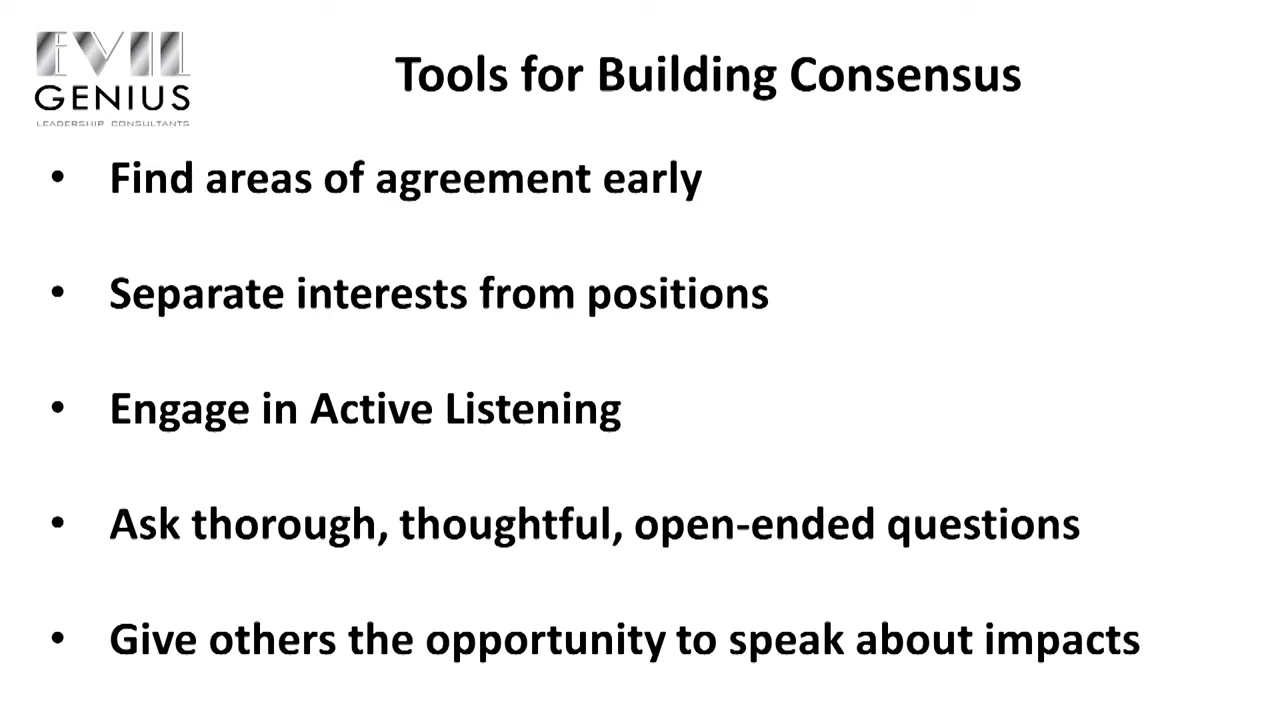 EVIL
GENIUS
LEADERSHIP CONSULTANTS
Tools for Building Consensus
• Find areas of agreement early
• Separate interests from positions
• Engage in Active Listening
• Ask thorough, thoughtful, open-ended questions
• Give others the opportunity to speak about impacts